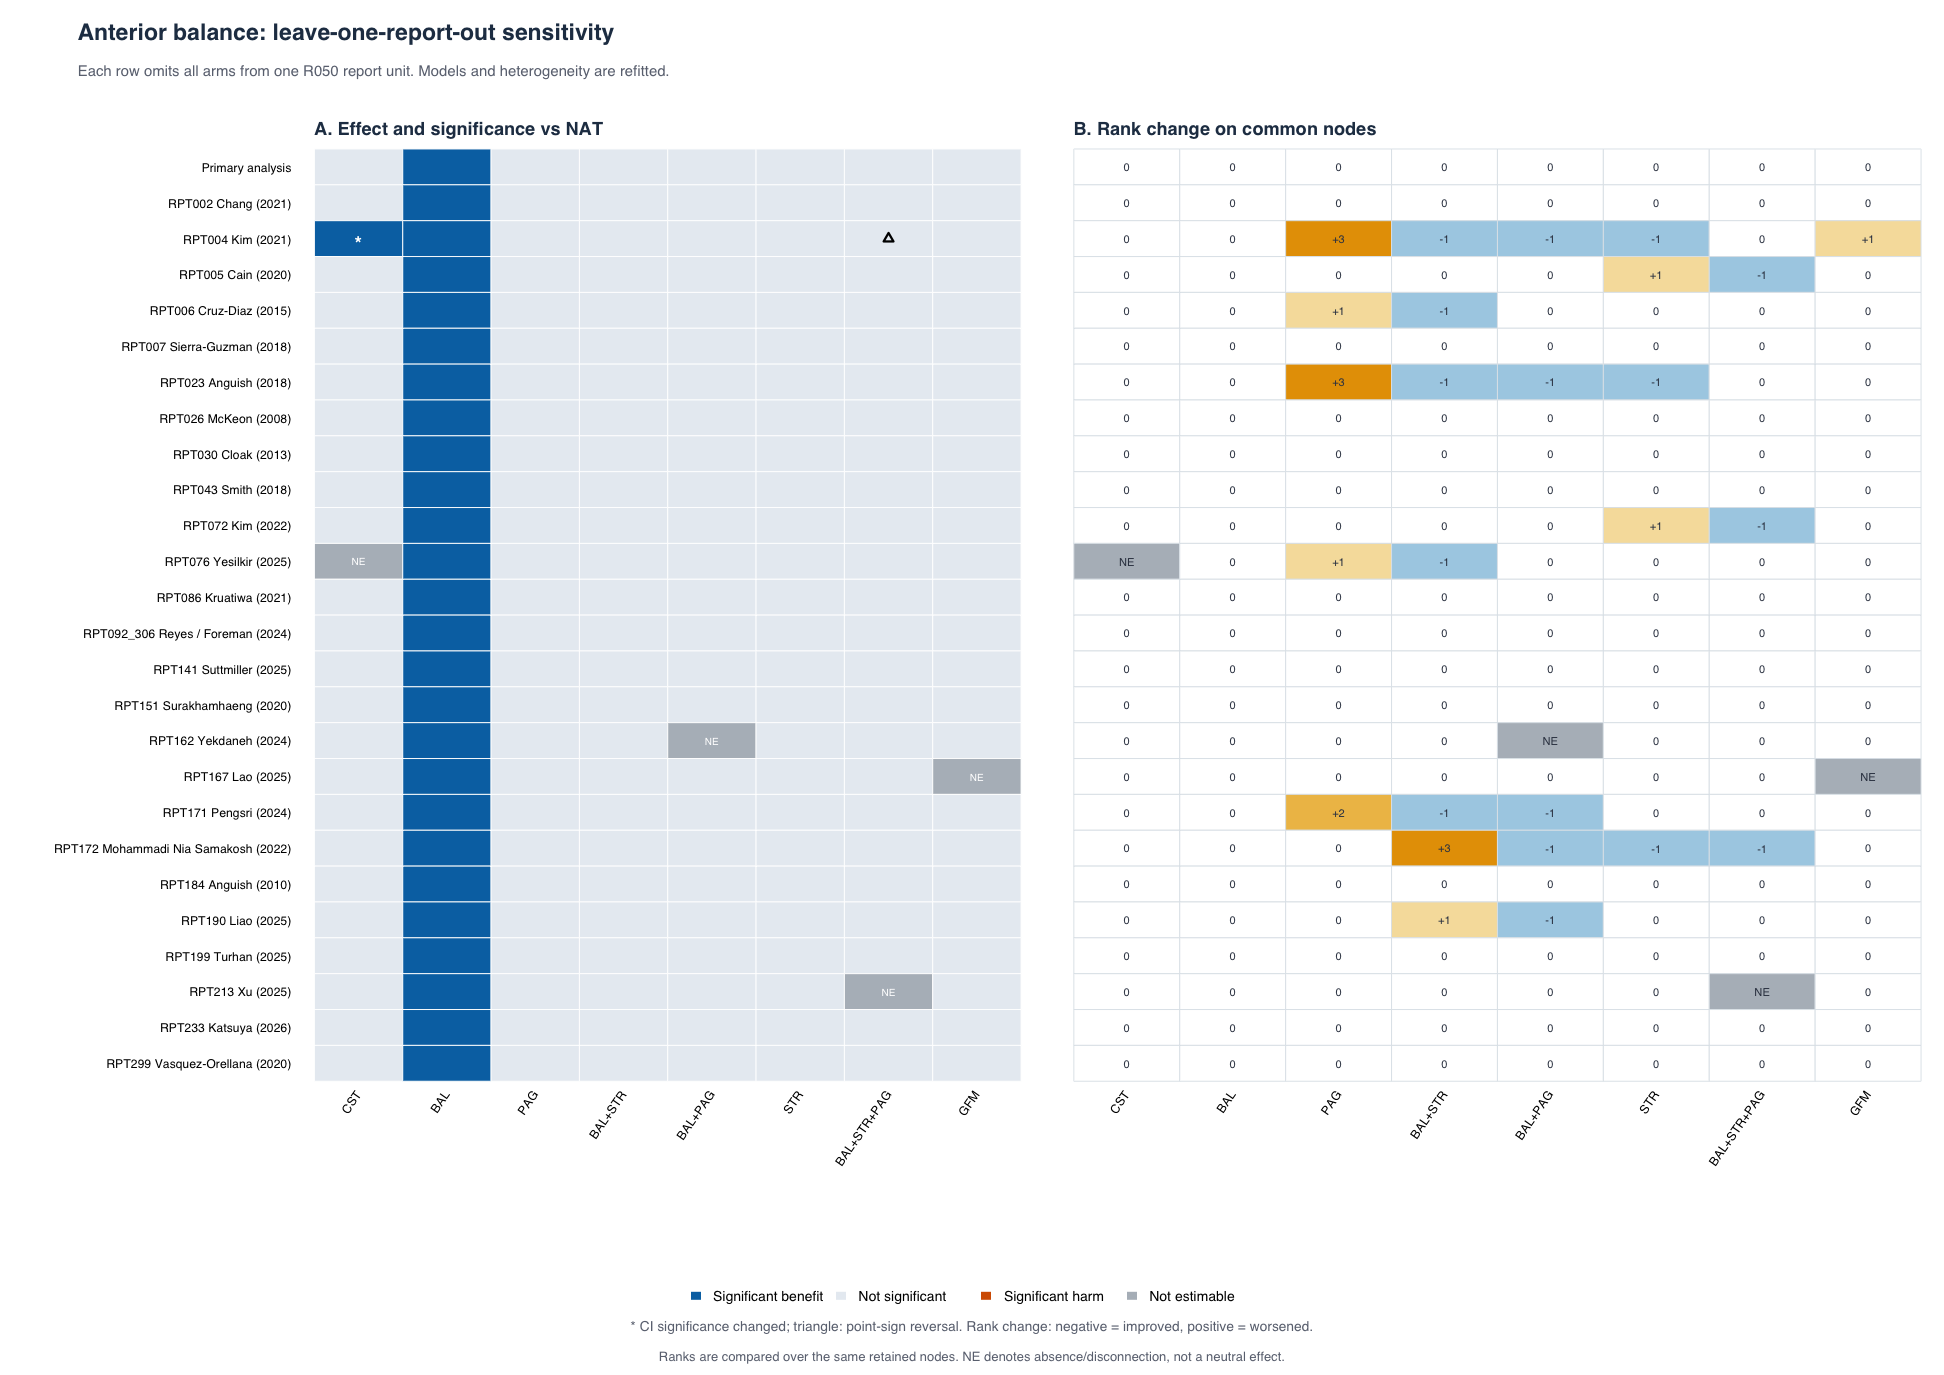 Anterior balance: leave-one-report-out sensitivity
Each row omits all arms from one R050 report unit. Models and heterogeneity are refitted.
A. Effect and significance vs NAT
B. Rank change on common nodes
Primary analysis 0 0 0 0 0 0 0 0
RPT002 Chang (2021) 0 0 0 0 0 0 0 0
RPT004 Kim (2021) * 0 0 +3 -1 -1 -1 0 +1
RPT005 Cain (2020) 0 0 0 0 0 +1 -1 0
RPT006 Cruz-Diaz (2015) 0 0 +1 -1 0 0 0 0
RPT007 Sierra-Guzman (2018) 0 0 0 0 0 0 0 0
RPT023 Anguish (2018) 0 0 +3 -1 -1 -1 0 0
RPT026 McKeon (2008) 0 0 0 0 0 0 0 0
RPT030 Cloak (2013) 0 0 0 0 0 0 0 0
RPT043 Smith (2018) 0 0 0 0 0 0 0 0
RPT072 Kim (2022) 0 0 0 0 0 +1 -1 0
RPT076 Yesilkir (2025) NE NE 0 +1 -1 0 0 0 0
RPT086 Kruatiwa (2021) 0 0 0 0 0 0 0 0
RPT092_306 Reyes / Foreman (2024) 0 0 0 0 0 0 0 0
RPT141 Suttmiller (2025) 0 0 0 0 0 0 0 0
RPT151 Surakhamhaeng (2020) 0 0 0 0 0 0 0 0
RPT162 Yekdaneh (2024) NE 0 0 0 0 NE 0 0 0
RPT167 Lao (2025) NE 0 0 0 0 0 0 0 NE
RPT171 Pengsri (2024) 0 0 +2 -1 -1 0 0 0
RPT172 Mohammadi Nia Samakosh (2022) 0 0 0 +3 -1 -1 -1 0
RPT184 Anguish (2010) 0 0 0 0 0 0 0 0
RPT190 Liao (2025) 0 0 0 +1 -1 0 0 0
RPT199 Turhan (2025) 0 0 0 0 0 0 0 0
RPT213 Xu (2025) NE 0 0 0 0 0 0 NE 0
RPT233 Katsuya (2026) 0 0 0 0 0 0 0 0
RPT299 Vasquez-Orellana (2020) 0 0 0 0 0 0 0 0
CST BAL PAG BAL+STR BAL+PAG STR BAL+STR+PAG GFM
CST BAL PAG BAL+STR BAL+PAG STR BAL+STR+PAG GFM
Significant benefit Not significant Significant harm Not estimable
* CI significance changed; triangle: point-sign reversal. Rank change: negative = improved, positive = worsened.
Ranks are compared over the same retained nodes. NE denotes absence/disconnection, not a neutral effect.